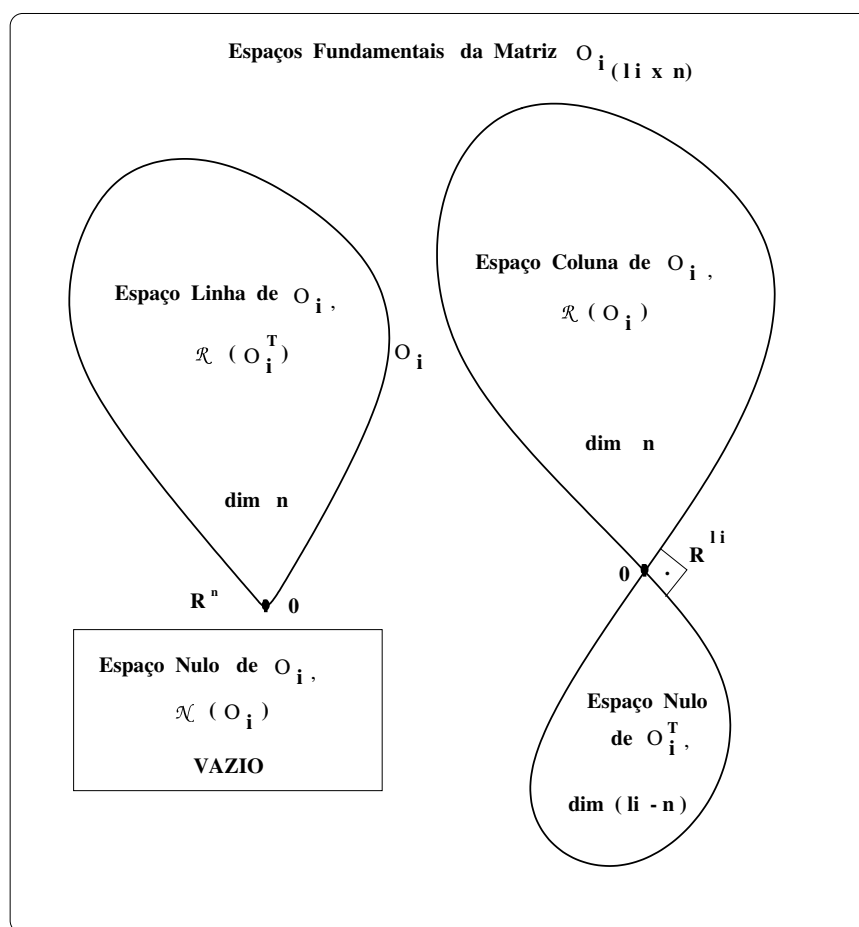 Espaços Fundamentais da Matriz O i ( l i x n)
Espaço Linha de O i ,
ℛ ( O i T )
O i
dim n
R n
0
Espaço Nulo de O i ,
𝒩 ( O i )
VAZIO
Espaço Coluna de O i ,
ℛ ( O i )
dim n
0
R l i
Espaço Nulo
de O i T ,
dim ( li - n )